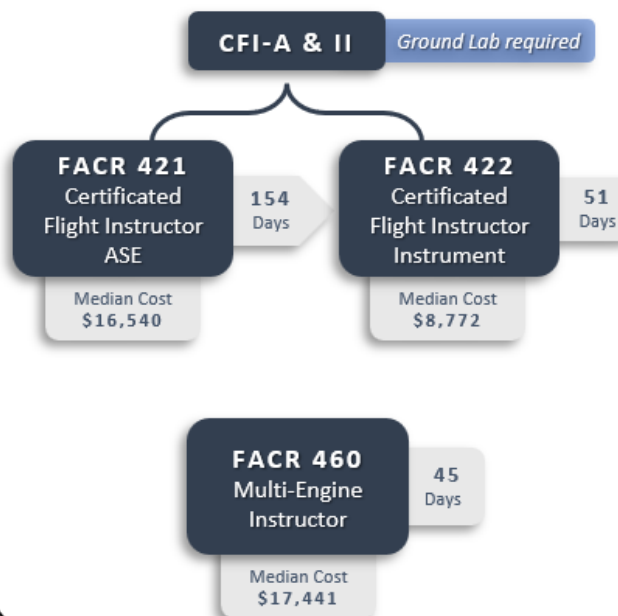 CFI-A & II
Ground Lab required
FACR 421
Certificated
Flight Instructor
ASE
154
Days
Median Cost
$16,540
FACR 422
Certificated
Flight Instructor
Instrument
51
Days
Median Cost
$8,772
FACR 460
Multi-Engine
Instructor
45
Days
Median Cost
$17,441